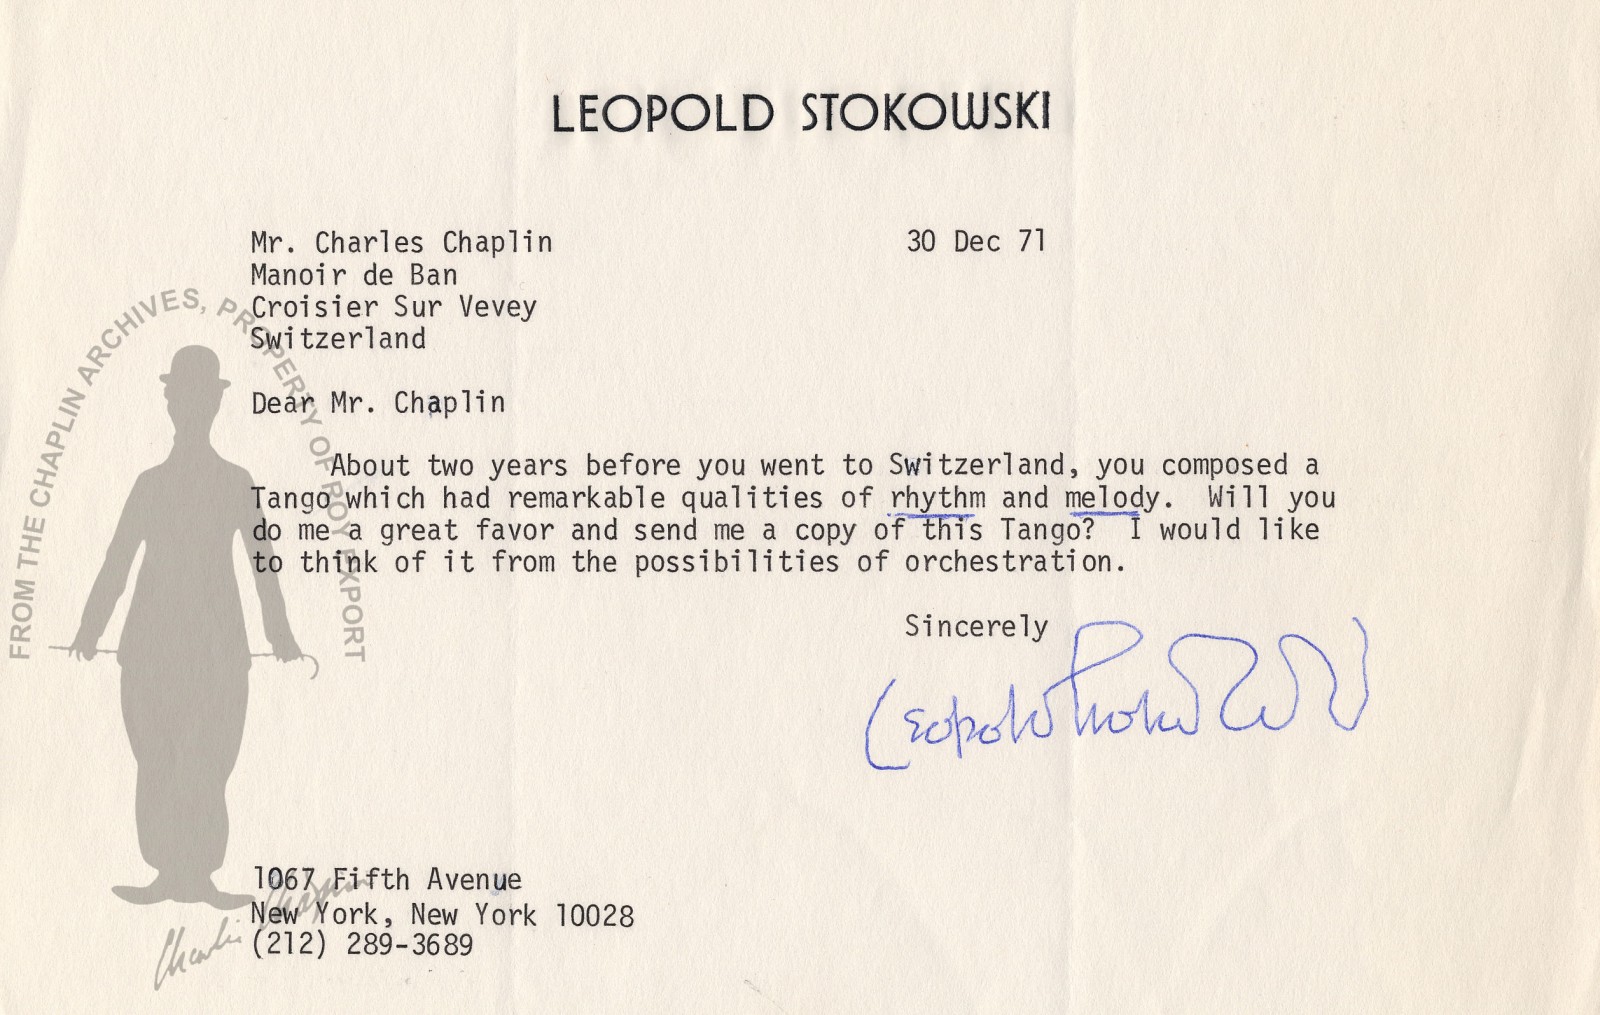 LEOPOLD STOKOWSKI
Mr. Charles Chaplin 30 Dec 71
Manoir de Ban
Croisier Sur Vevey
Switzerland
Dear Mr. Chaplin
About two years before you went to Switzerland, you composed a
Tango which had remarkable qualities of rhythm and melody. Will you
do me a great favor and send me a copy of this Tango? I would like
to think of it from the possibilities of orchestration.
Sincerely
Leopold Stokowski
1067 Fifth Avenue
New York, New York 10028
(212) 289-3689
FROM THE CHAPLIN ARCHIVES, PROPERTY OF ROY EXPORT
Charlie Chaplin